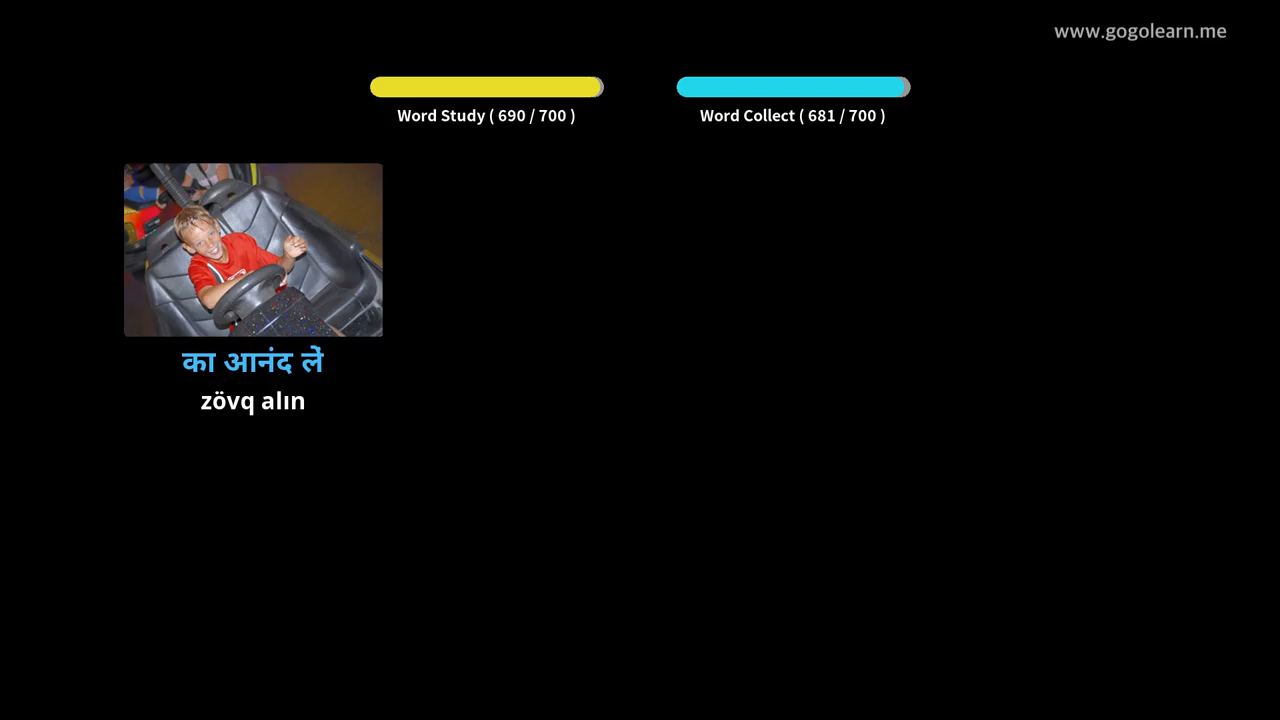 www.gogolearn.me
Word Study ( 690 / 700 )
Word Collect ( 681 / 700 )
का आनंद लें
zövq alın